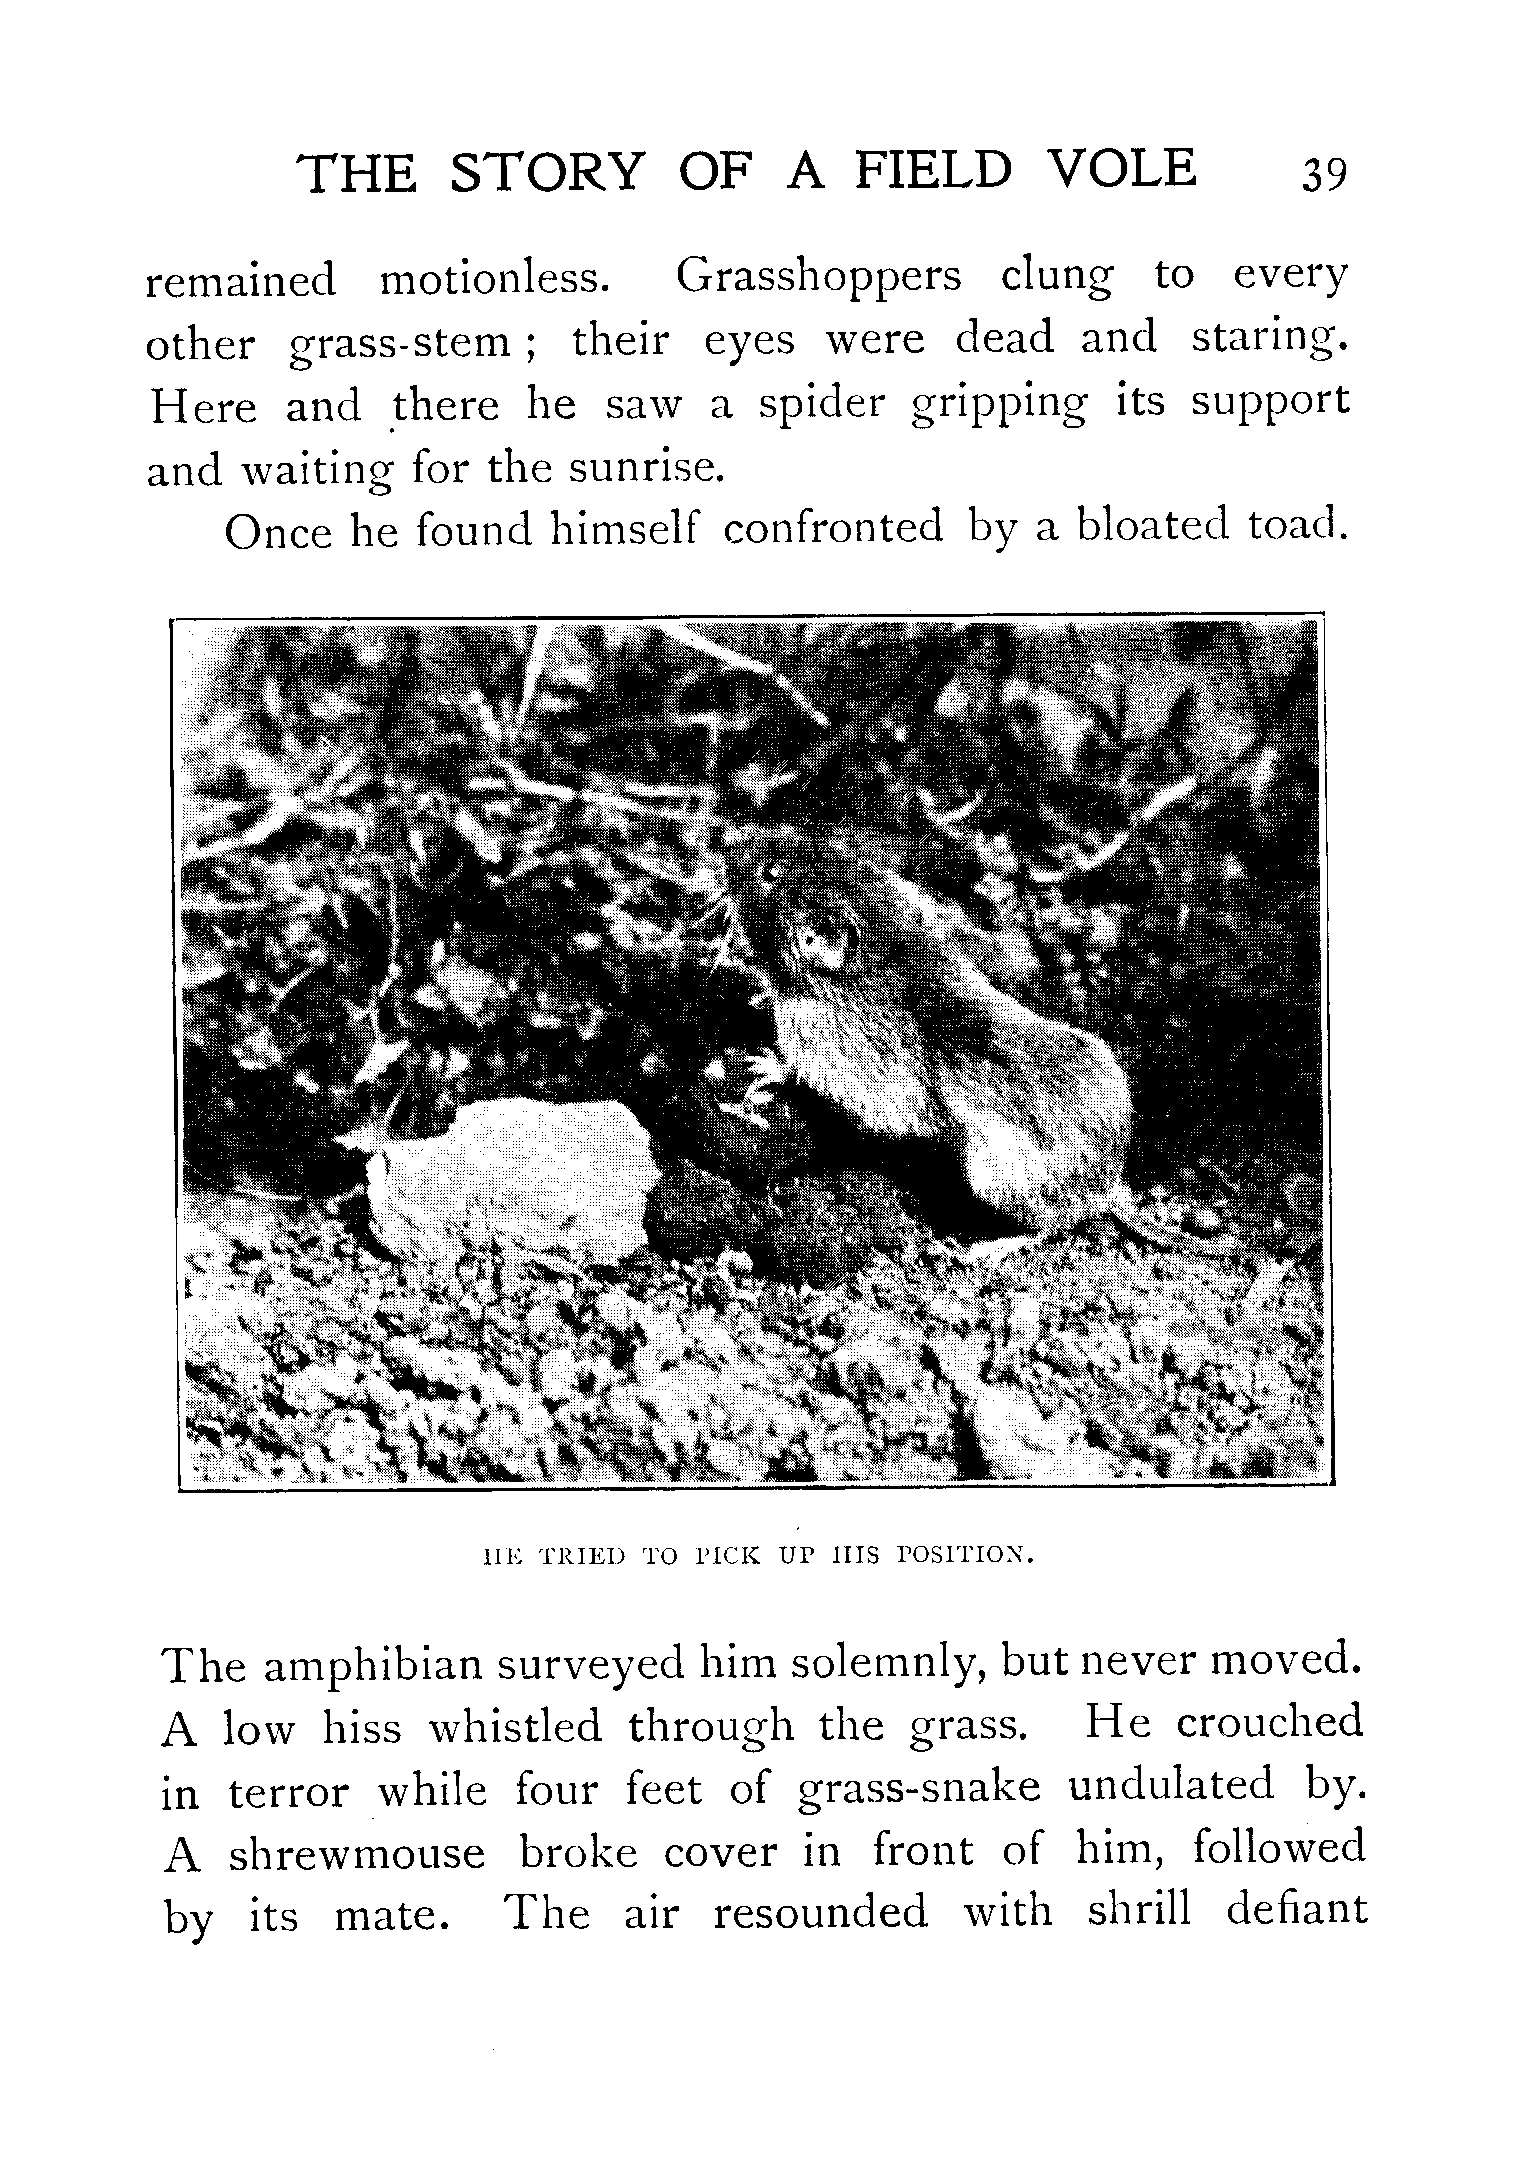 THE STORY OF A FIELD VOLE 39
remained motionless. Grasshoppers clung to every
other grass-stem ; their eyes were dead and staring.
Here and there he saw a spider gripping its support
and waiting for the sunrise.
Once he found himself confronted by a bloated toad.
HE TRIED TO PICK UP HIS POSITION.
The amphibian surveyed him solemnly, but never moved.
A low hiss whistled through the grass. He crouched
in terror while four feet of grass-snake undulated by.
A shrewmouse broke cover in front of him, followed
by its mate. The air resounded with shrill defiant